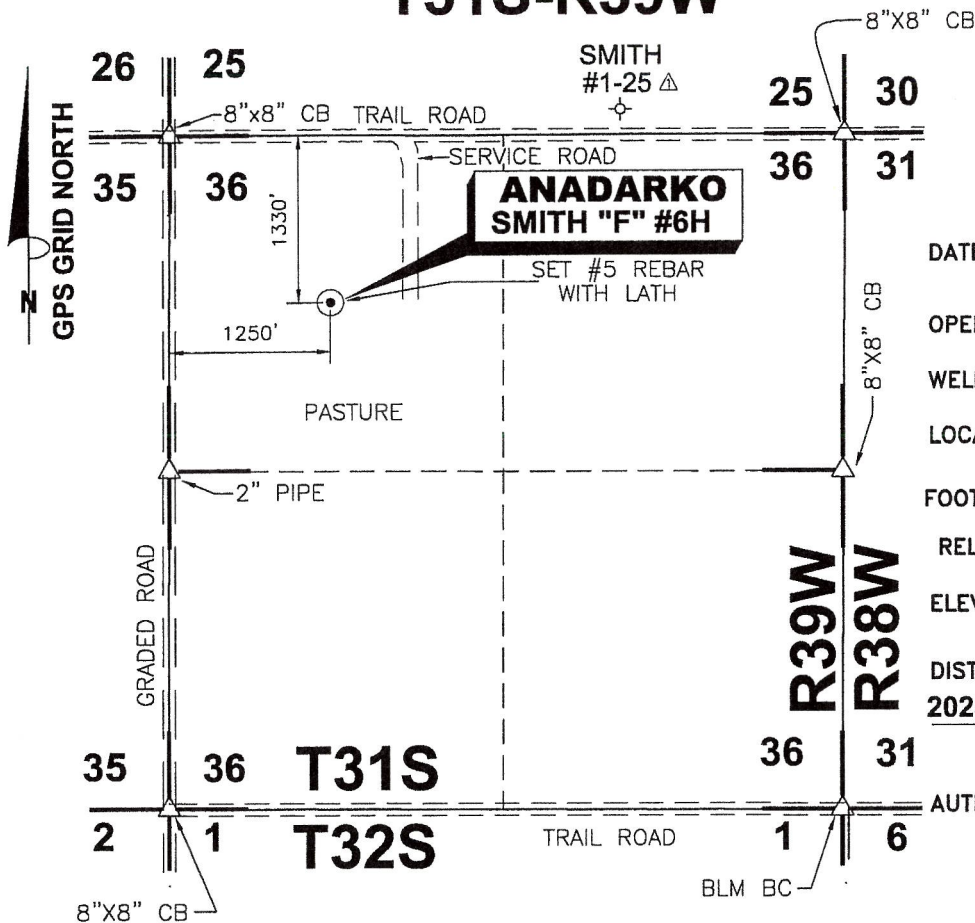 T31S-R39W
8"X8" CB
26 25
SMITH
#1-25 ⚠
25 30
8"x8" CB TRAIL ROAD
SERVICE ROAD
35 36
36 31
GPS GRID NORTH
N
1330'
ANADARKO
SMITH "F" #6H
SET #5 REBAR
WITH LATH
1250'
PASTURE
8"X8" CB
2" PIPE
GRADED ROAD
R39W
R38W
35 36
T31S
36 31
2 1
T32S
TRAIL ROAD
1 6
8"X8" CB
BLM BC
202